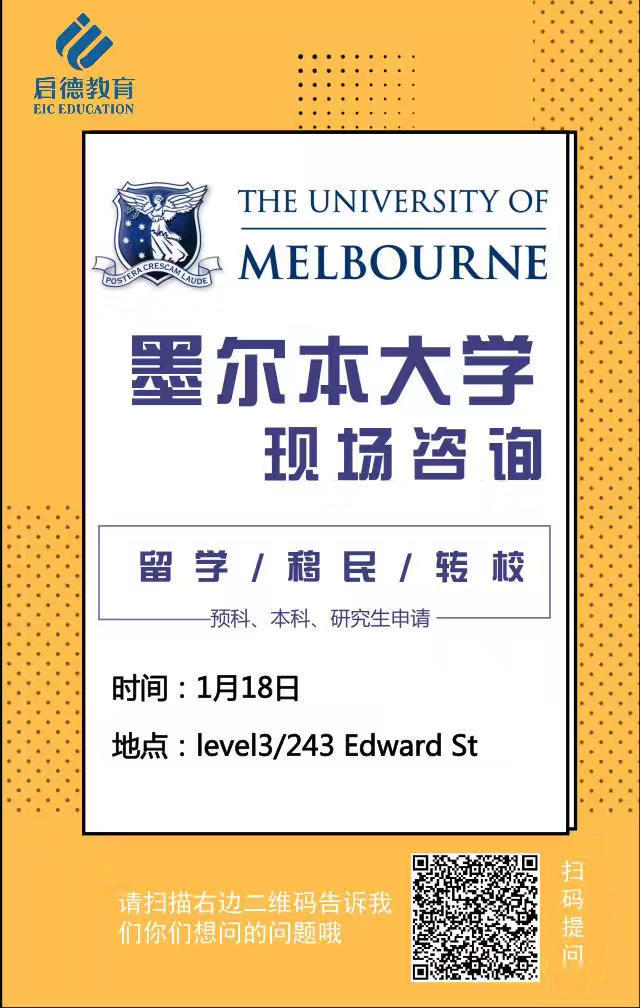 启德教育
EIC EDUCATION
THE UNIVERSITY OF
MELBOURNE
POSTERA CRESCAM LAUDE
墨尔本大学
现场咨询
留学/移民/转校
预科、本科、研究生申请
时间：1月18日
地点：level3/243 Edward St
请扫描右边二维码告诉我
们你们想问的问题哦
扫码提问